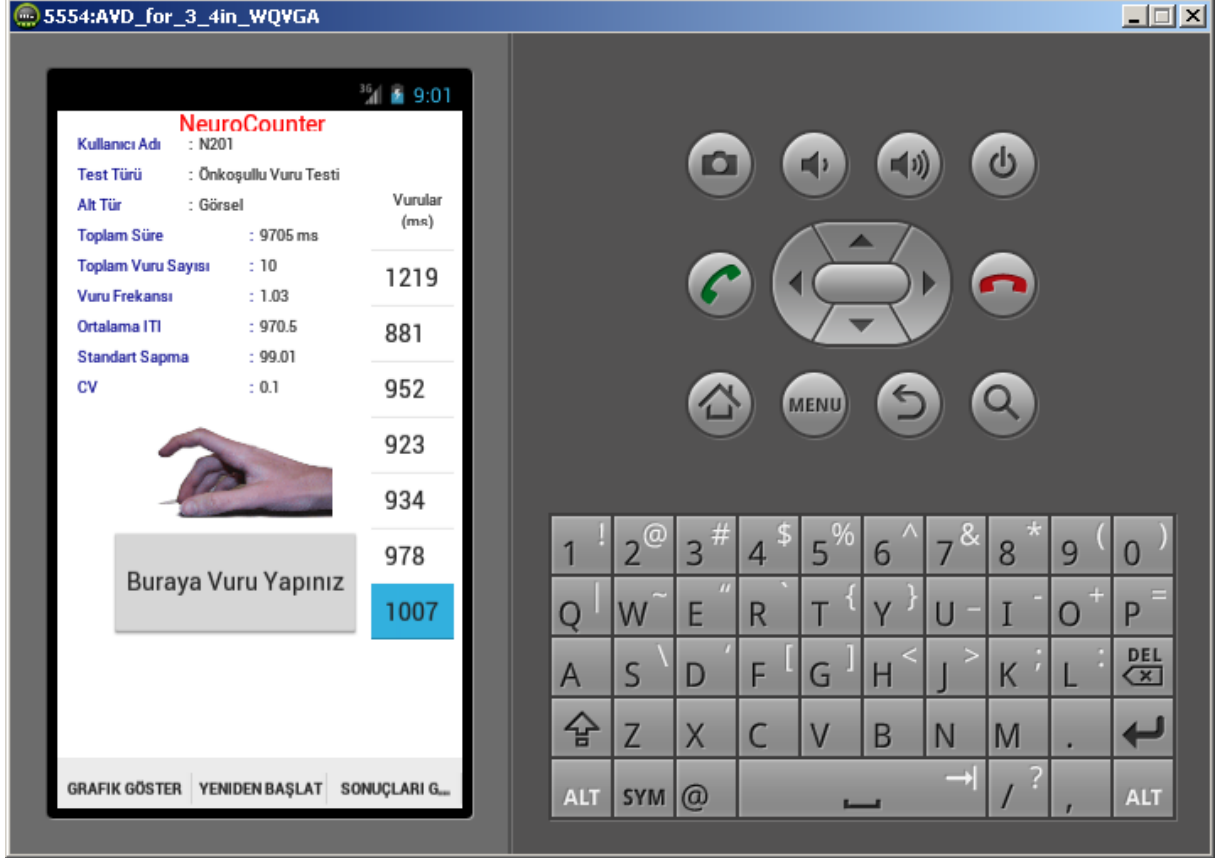 5554:AVD_for_3_4in_WQVGA
3G 9:01
NeuroCounter
Kullanıcı Adı : N201
Test Türü : Önkoşullu Vuru Testi
Alt Tür : Görsel
Toplam Süre : 9705 ms
Toplam Vuru Sayısı : 10
Vuru Frekansı : 1.03
Ortalama ITI : 970.5
Standart Sapma : 99.01
CV : 0.1
Vurular
(ms)
1219
881
952
923
934
978
1007
Buraya Vuru Yapınız
GRAFIK GÖSTER YENIDEN BAŞLAT SONUÇLARI G...
MENU
1 ! 2 @ 3 # 4 $ 5 % 6 ^ 7 & 8 * 9 ( 0 )
Q | W ~ E " R ` T { Y } U _ I - O + P =
A S \ D ' F [ G ] H < J > K ; L : DEL
Z X C V B N M .
ALT SYM @ / ? , ALT